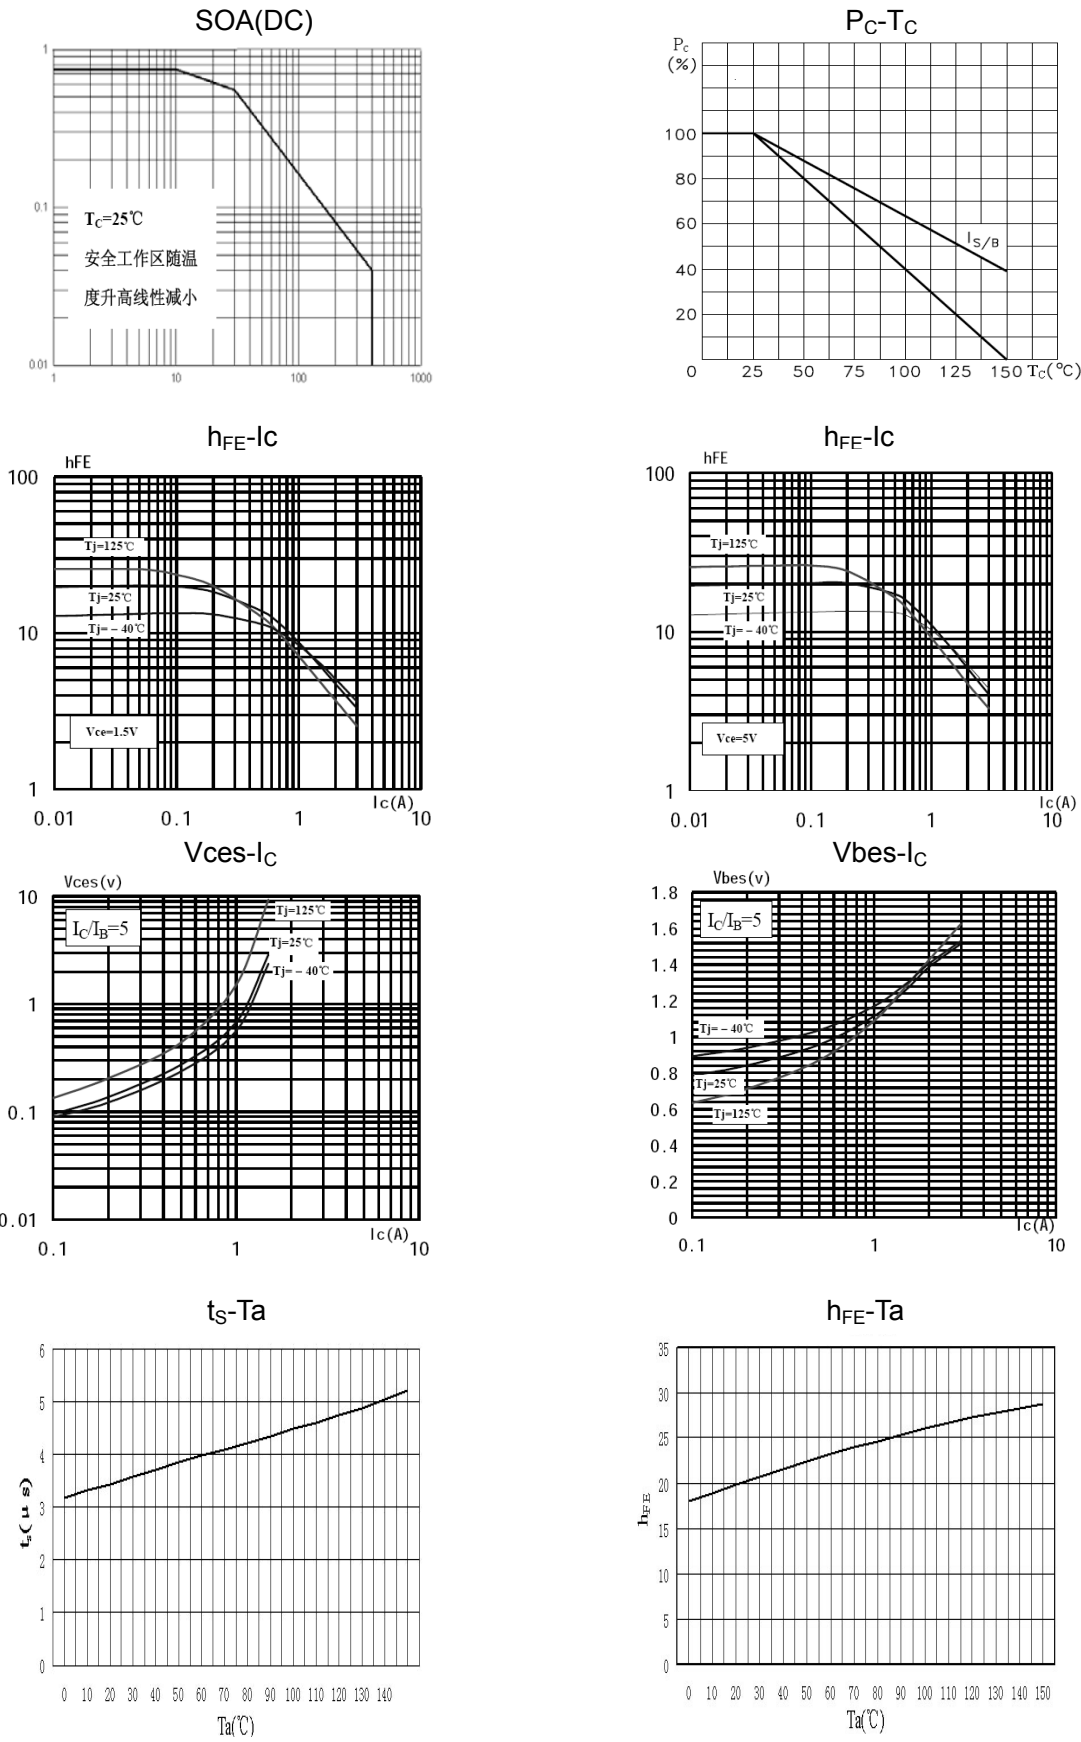 SOA(DC)
1
0.1
0.01
1 10 100 1000
TC=25℃
安全工作区随温
度升高线性减小
PC-TC
Pc
(%)
100
80
60
40
20
IS/B
0 25 50 75 100 125 150 TC(°C)
hFE-Ic
hFE
100
10
1
Tj=125℃
Tj=25℃
Tj=-40℃
Vce=1.5V
Ic(A)
0.01 0.1 1 10
hFE-Ic
hFE
100
10
1
Tj=125℃
Tj=25℃
Tj=-40℃
Vce=5V
Ic(A)
0.01 0.1 1 10
Vces-IC
Vces(v)
10
1
0.1
0.01
IC/IB=5
Tj=125℃
Tj=25℃
Tj=-40℃
Ic(A)
0.1 1 10
Vbes-IC
Vbes(v)
1.8
1.6
1.4
1.2
1
0.8
0.6
0.4
0.2
0
IC/IB=5
Tj=-40℃
Tj=25℃
Tj=125℃
Ic(A)
0.1 1 10
tS-Ta
6
5
4
3
2
1
0
ts(μs)
0 10 20 30 40 50 60 70 80 90 100 110 120 130 140
Ta(℃)
hFE-Ta
35
30
25
20
15
10
5
0
hFE
0 10 20 30 40 50 60 70 80 90 100 110 120 130 140 150
Ta(℃)